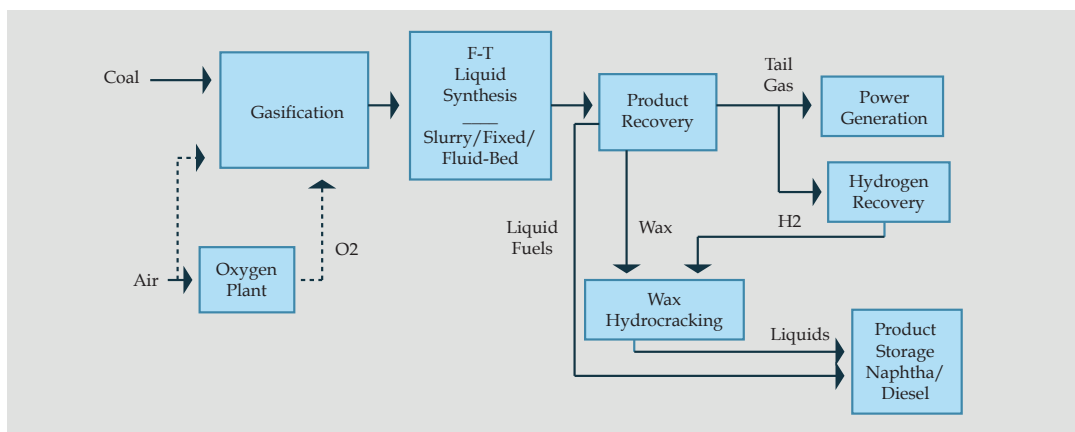 Coal
Gasification
F-T
Liquid
Synthesis
Slurry/Fixed/
Fluid-Bed
Product
Recovery
Tail
Gas
Power
Generation
Hydrogen
Recovery
H2
Wax
Liquid
Fuels
O2
Air
Oxygen
Plant
Wax
Hydrocracking
Liquids
Product
Storage
Naphtha/
Diesel